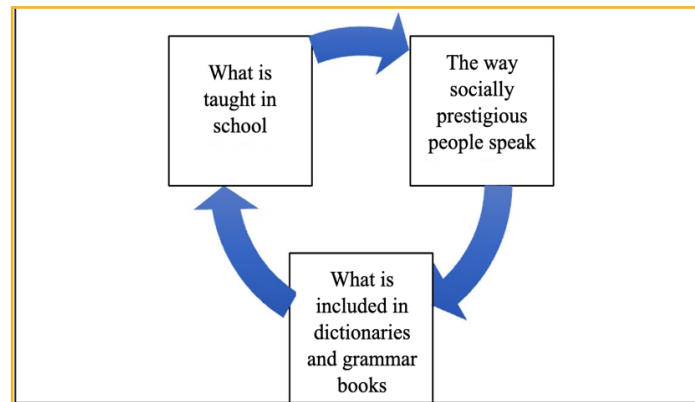 What is
taught in
school
The way
socially
prestigious
people speak
What is
included in
dictionaries
and grammar
books